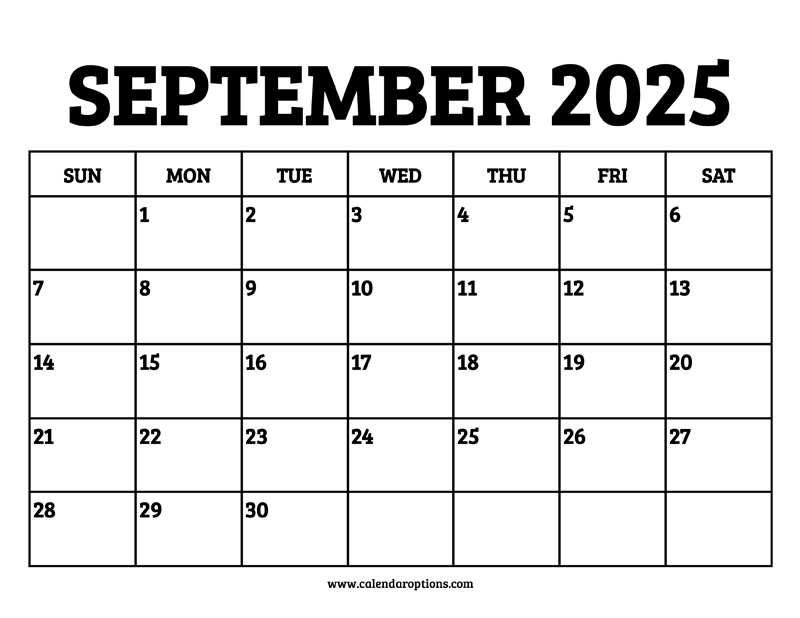 SEPTEMBER 2025
SUN MON TUE WED THU FRI SAT
1 2 3 4 5 6
7 8 9 10 11 12 13
14 15 16 17 18 19 20
21 22 23 24 25 26 27
28 29 30
www.calendaroptions.com